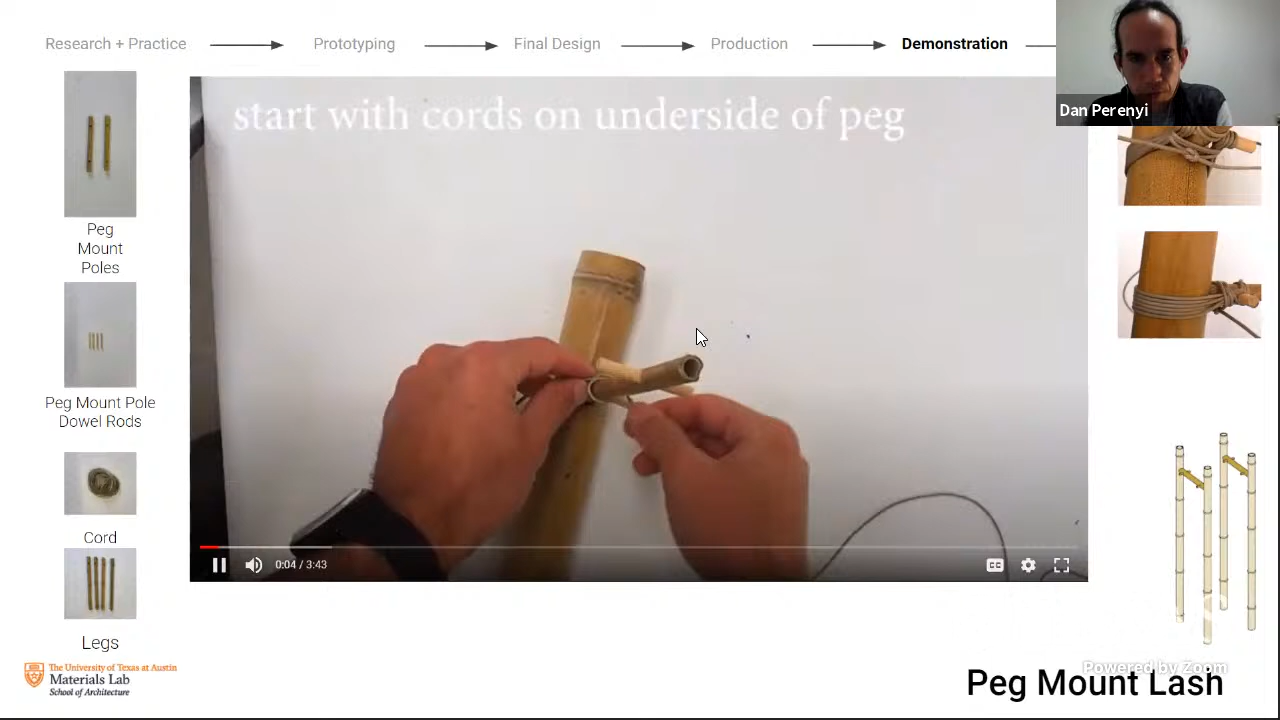 Research + Practice
Prototyping
Final Design
Production
Demonstration
Dan Perenyi
start with cords on underside of peg
Peg
Mount
Poles
Peg Mount Pole
Dowel Rods
Cord
Legs
0:04 / 3:43
CC
The University of Texas at Austin
Materials Lab
School of Architecture
Powered by Zoom
Peg Mount Lash